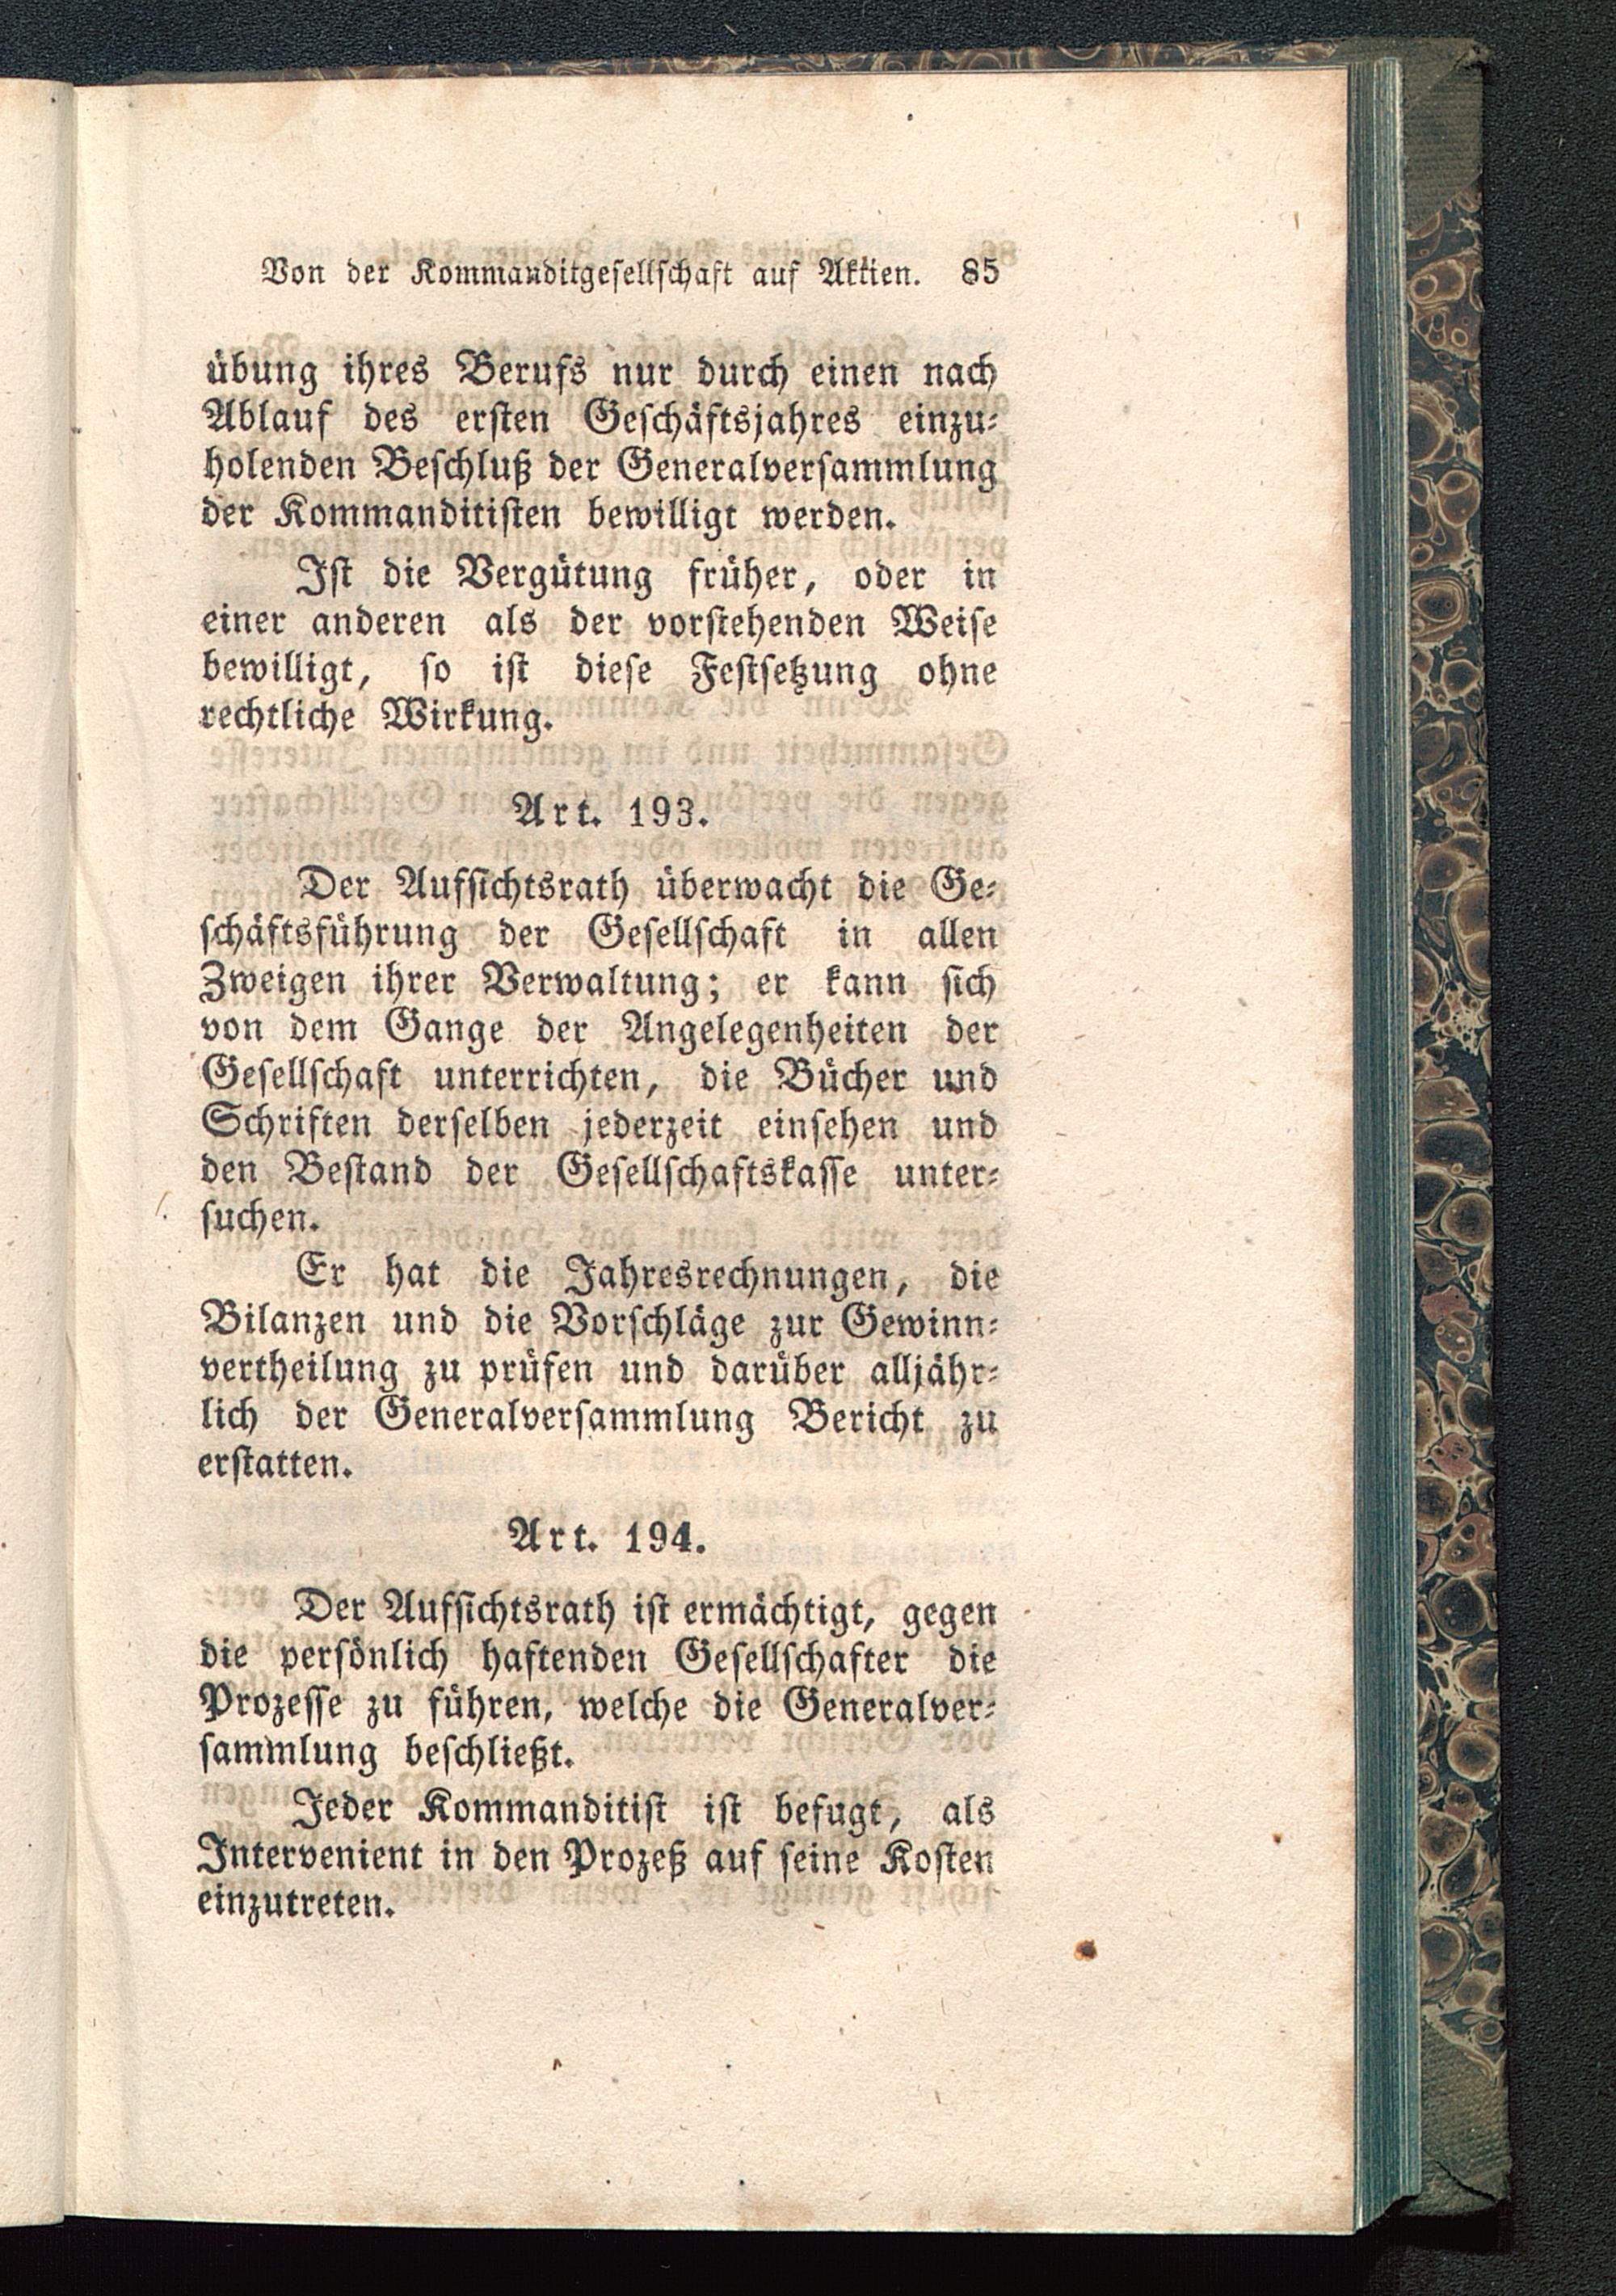 Von der Kommanditgesellschaft auf Aktien. 85
übung ihres Berufs nur durch einen nach
Ablauf des ersten Geschäftsjahres einzu-
holenden Beschluß der Generalversammlung
der Kommanditisten bewilligt werden.
Ist die Vergütung früher, oder in
einer anderen als der vorstehenden Weise
bewilligt, so ist diese Festsetzung ohne
rechtliche Wirkung.
Art. 193.
Der Aufsichtsrath überwacht die Ge-
schäftsführung der Gesellschaft in allen
Zweigen ihrer Verwaltung; er kann sich
von dem Gange der Angelegenheiten der
Gesellschaft unterrichten, die Bücher und
Schriften derselben jederzeit einsehen und
den Bestand der Gesellschaftskasse unter-
suchen.
Er hat die Jahresrechnungen, die
Bilanzen und die Vorschläge zur Gewinn-
vertheilung zu prüfen und darüber alljähr-
lich der Generalversammlung Bericht zu
erstatten.
Art. 194.
Der Aufsichtsrath ist ermächtigt, gegen
die persönlich haftenden Gesellschafter die
Prozesse zu führen, welche die Generalver-
sammlung beschließt.
Jeder Kommanditist ist befugt, als
Intervenient in den Prozeß auf seine Kosten
einzutreten.